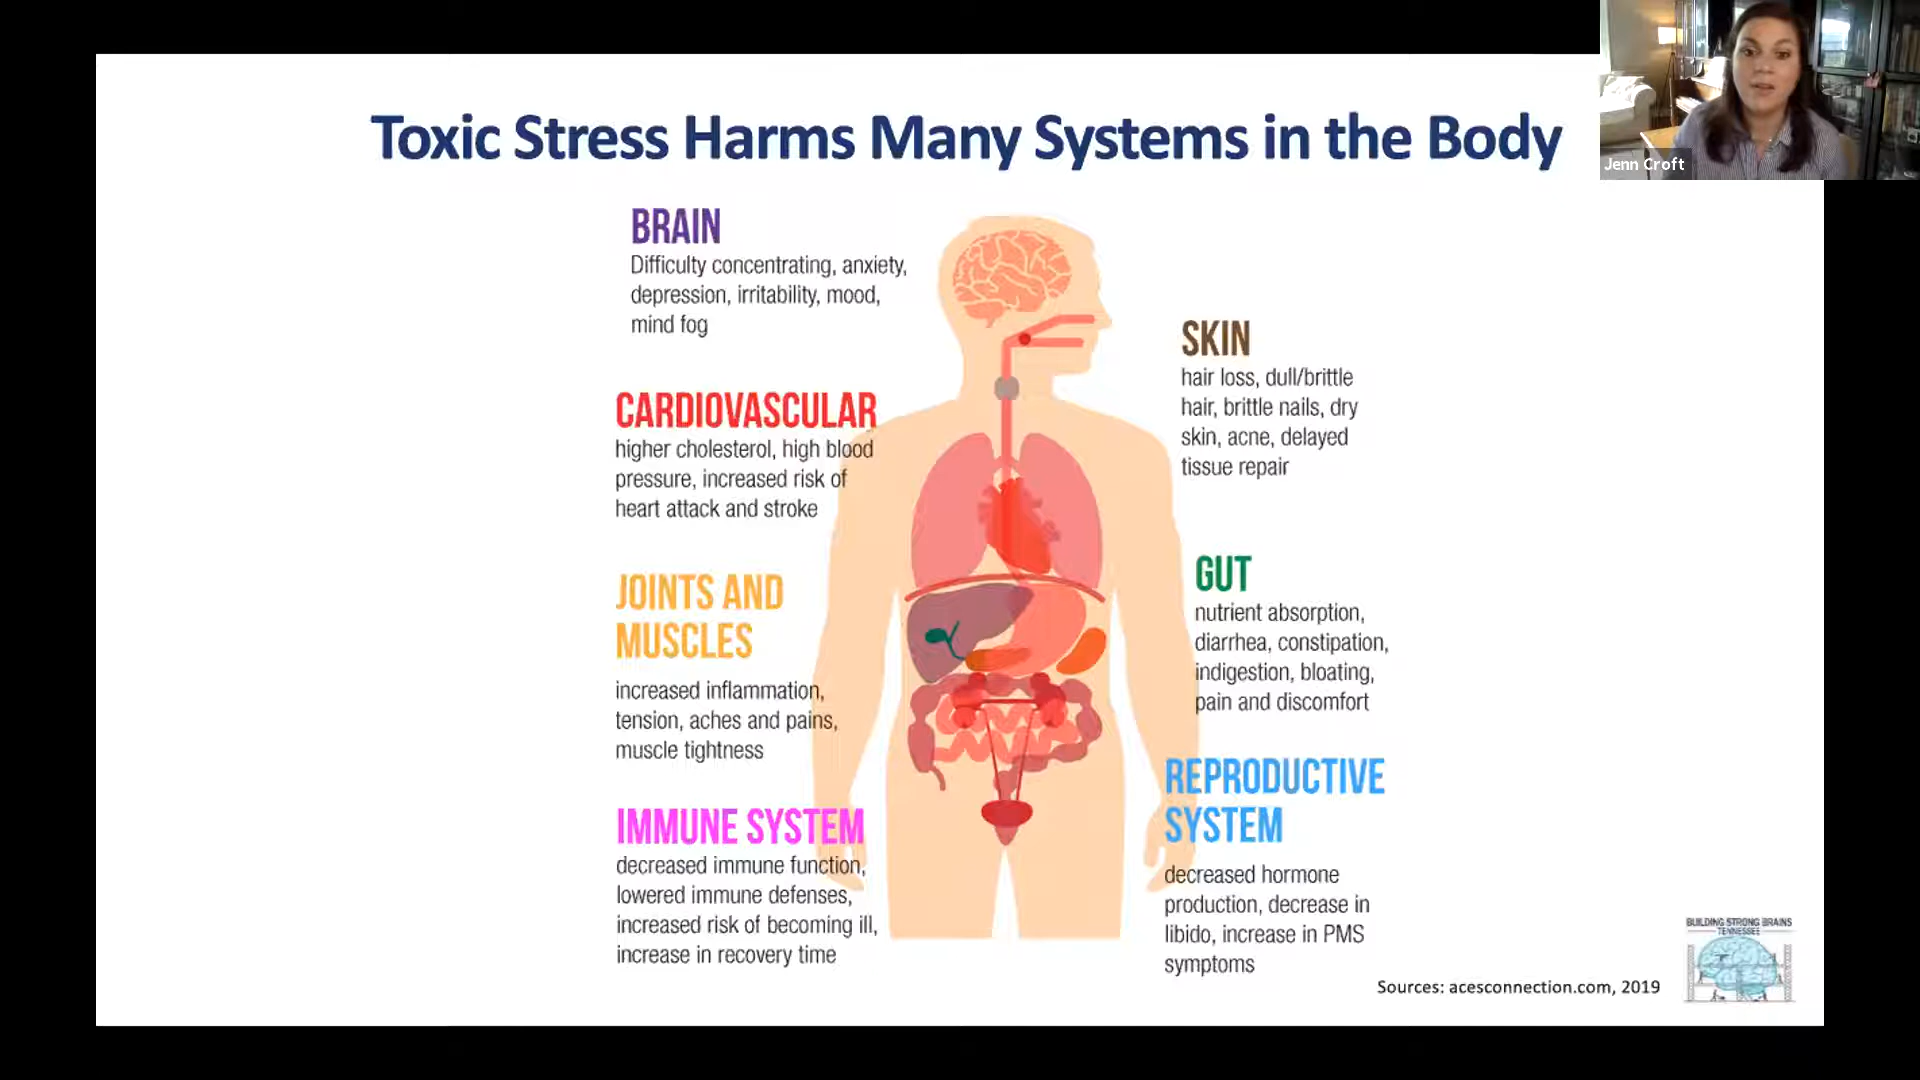 Jenn Croft
Toxic Stress Harms Many Systems in the Body
BRAIN
Difficulty concentrating, anxiety,
depression, irritability, mood,
mind fog
CARDIOVASCULAR
higher cholesterol, high blood
pressure, increased risk of
heart attack and stroke
JOINTS AND
MUSCLES
increased inflammation,
tension, aches and pains,
muscle tightness
IMMUNE SYSTEM
decreased immune function,
lowered immune defenses,
increased risk of becoming ill,
increase in recovery time
SKIN
hair loss, dull/brittle
hair, brittle nails, dry
skin, acne, delayed
tissue repair
GUT
nutrient absorption,
diarrhea, constipation,
indigestion, bloating,
pain and discomfort
REPRODUCTIVE
SYSTEM
decreased hormone
production, decrease in
libido, increase in PMS
symptoms
Sources: acesconnection.com, 2019
BUILDING STRONG BRAINS
TENNESSEE